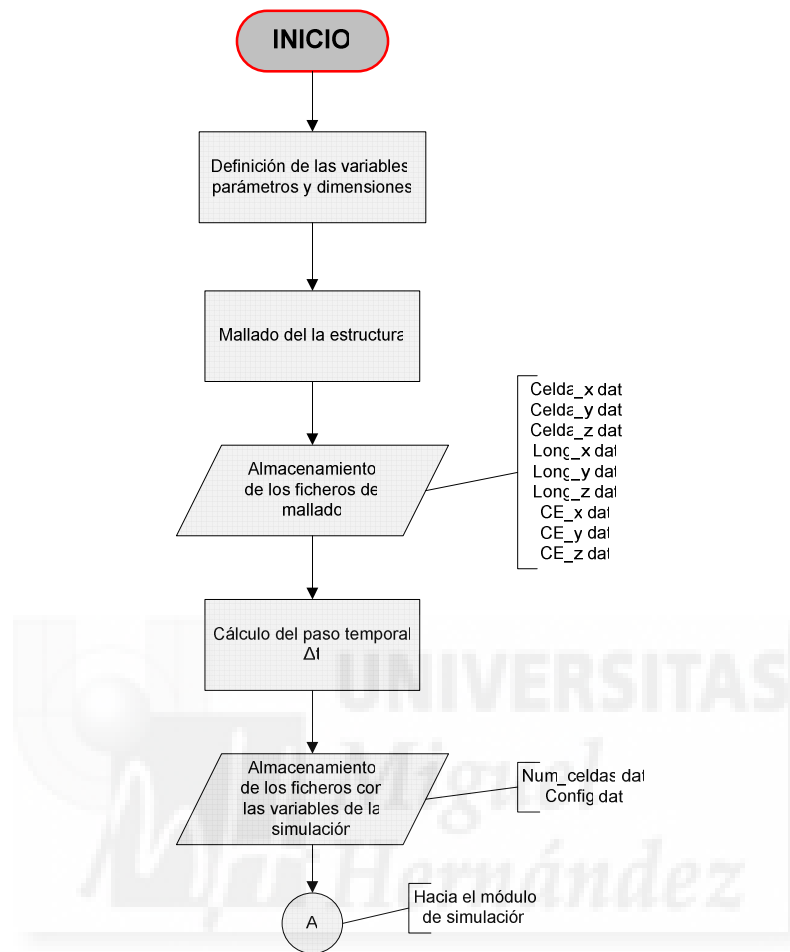 INICIO
Definición de las variables
parámetros y dimensiones
Mallado del la estructura
Almacenamiento
de los ficheros de
mallado
Celda_x dat
Celda_y dat
Celda_z dat
Long_x dat
Long_y dat
Long_z dat
CE_x dat
CE_y dat
CE_z dat
Cálculo del paso temporal
Δt
Almacenamiento
de los ficheros con
las variables de la
simulación
Num_celdas dat
Config dat
A
Hacia el módulo
de simulación
UNIVERSITAS
Miguel
Hernández